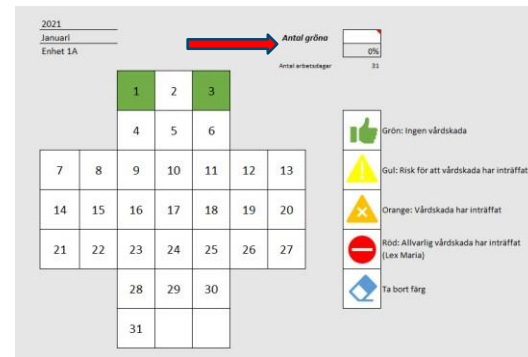 2021
Januari
Enhet 1A
Antal gröna
0%
Antal arbetsdagar 31
1 2 3
4 5 6
7 8 9 10 11 12 13
14 15 16 17 18 19 20
21 22 23 24 25 26 27
28 29 30
31
Grön: Ingen vårdskada
Gul: Risk för att vårdskada har inträffat
Orange: Vårdskada har inträffat
Röd: Allvarlig vårdskada har inträffat
(Lex Maria)
Ta bort färg